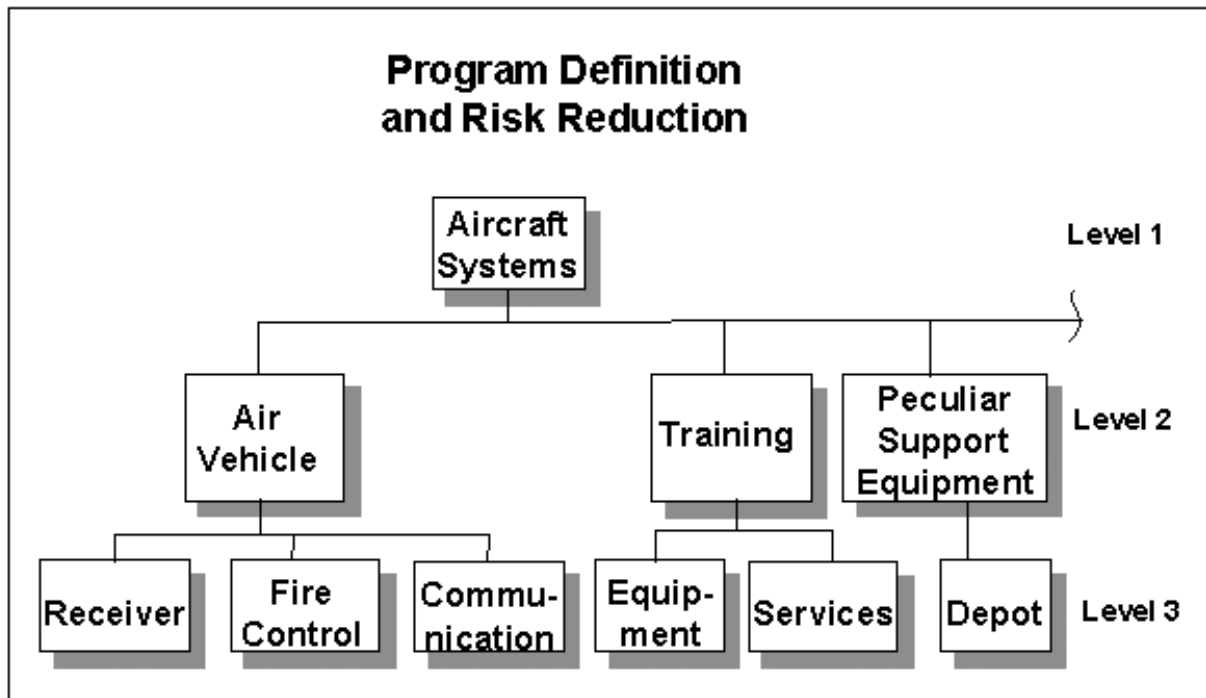 Program Definition
and Risk Reduction
Aircraft
Systems
Level 1
Air
Vehicle
Training
Peculiar
Support
Equipment
Level 2
Receiver
Fire
Control
Commu-
nication
Equip-
ment
Services
Depot
Level 3